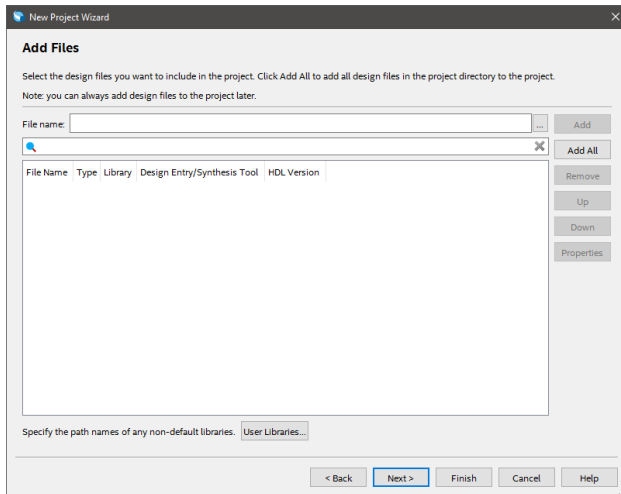 New Project Wizard
Add Files
Select the design files you want to include in the project. Click Add All to add all design files in the project directory to the project.
Note: you can always add design files to the project later.
File name: ... Add
Add All
File Name Type Library Design Entry/Synthesis Tool HDL Version
Remove
Up
Down
Properties
Specify the path names of any non-default libraries. User Libraries...
< Back Next > Finish Cancel Help